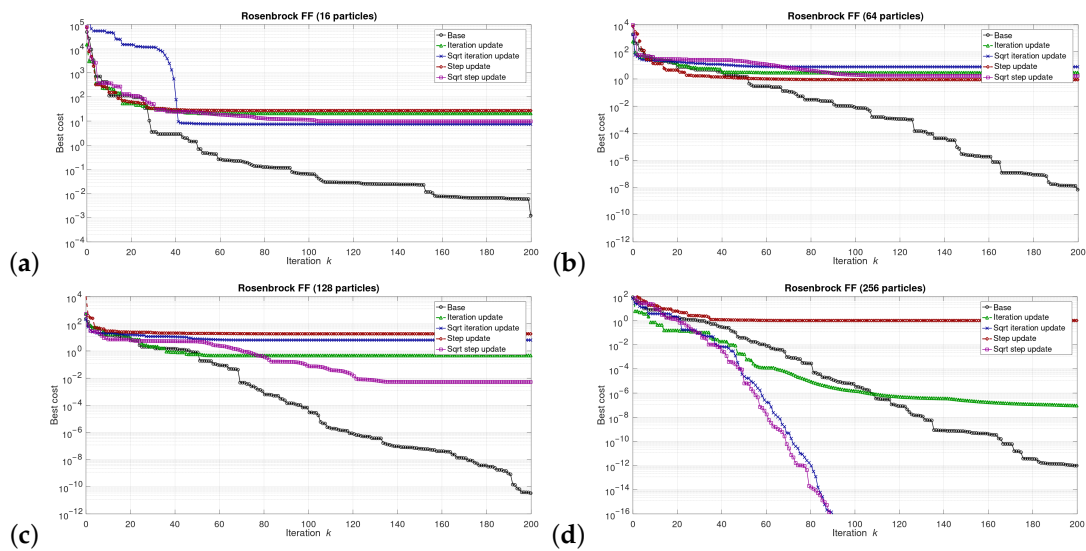 Rosenbrock FF (16 particles)
10^5
10^4
10^3
10^2
10^1
10^0
10^-1
10^-2
10^-3
10^-4
Best cost
0 20 40 60 80 100 120 140 160 180 200
Iteration k
Base
Iteration update
Sqrt iteration update
Step update
Sqrt step update
(a)
Rosenbrock FF (64 particles)
10^4
10^2
10^0
10^-2
10^-4
10^-6
10^-8
10^-10
10^-12
Best cost
0 20 40 60 80 100 120 140 160 180 200
Iteration k
Base
Iteration update
Sqrt iteration update
Step update
Sqrt step update
(b)
Rosenbrock FF (128 particles)
10^4
10^2
10^0
10^-2
10^-4
10^-6
10^-8
10^-10
10^-12
Best cost
0 20 40 60 80 100 120 140 160 180 200
Iteration k
Base
Iteration update
Sqrt iteration update
Step update
Sqrt step update
(c)
Rosenbrock FF (256 particles)
10^2
10^0
10^-2
10^-4
10^-6
10^-8
10^-10
10^-12
10^-14
10^-16
Best cost
0 20 40 60 80 100 120 140 160 180 200
Iteration k
Base
Iteration update
Sqrt iteration update
Step update
Sqrt step update
(d)